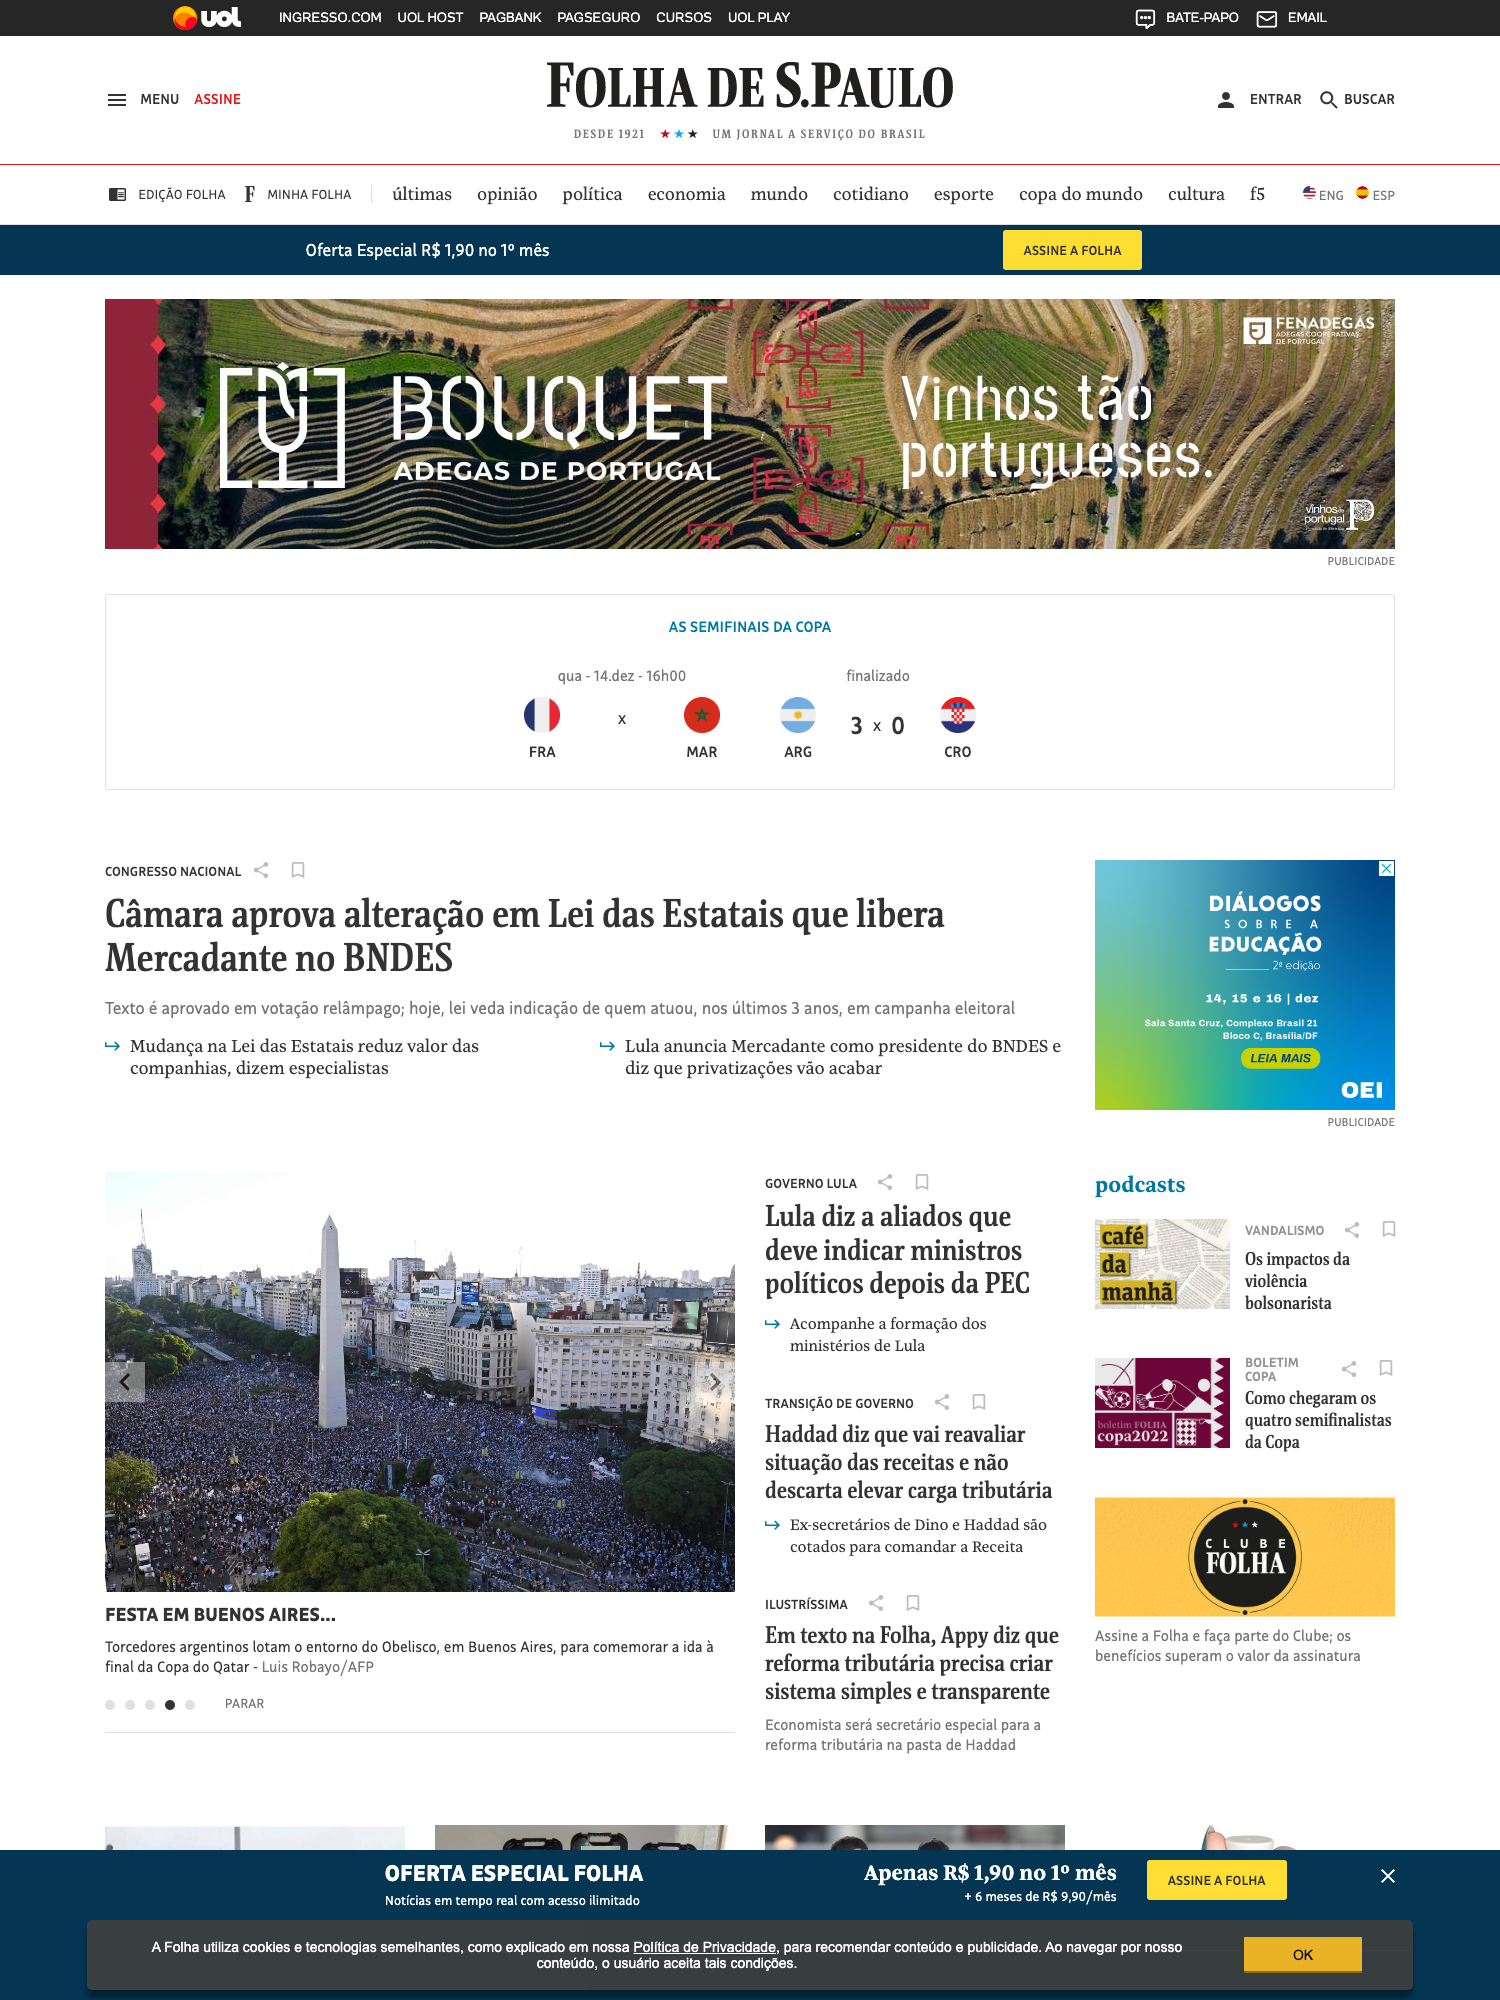 uol INGRESSO.COM UOL HOST PAGBANK PAGSEGURO CURSOS UOL PLAY BATE-PAPO EMAIL
MENU ASSINE
FOLHA DE S.PAULO
DESDE 1921 ★★★ UM JORNAL A SERVIÇO DO BRASIL
ENTRAR BUSCAR
EDIÇÃO FOLHA F MINHA FOLHA últimas opinião política economia mundo cotidiano esporte copa do mundo cultura f5 ENG ESP
Oferta Especial R$ 1,90 no 1º mês ASSINE A FOLHA
FENADEGAS
ADEGAS COOPERATIVAS
DE PORTUGAL
BOUQUET
ADEGAS DE PORTUGAL
Vinhos tão
portugueses.
vinhos de
portugal
PUBLICIDADE
AS SEMIFINAIS DA COPA
qua - 14.dez - 16h00 finalizado
x 3 x 0
FRA MAR ARG CRO
CONGRESSO NACIONAL
Câmara aprova alteração em Lei das Estatais que libera
Mercadante no BNDES
Texto é aprovado em votação relâmpago; hoje, lei veda indicação de quem atuou, nos últimos 3 anos, em campanha eleitoral
Mudança na Lei das Estatais reduz valor das
companhias, dizem especialistas
Lula anuncia Mercadante como presidente do BNDES e
diz que privatizações vão acabar
DIÁLOGOS
SOBRE A
EDUCAÇÃO
2ª edição
14, 15 e 16 | dez
Sala Santa Cruz, Complexo Brasil 21
Bloco C, Brasília/DF
LEIA MAIS
OEI
PUBLICIDADE
FESTA EM BUENOS AIRES...
Torcedores argentinos lotam o entorno do Obelisco, em Buenos Aires, para comemorar a ida à
final da Copa do Qatar - Luis Robayo/AFP
PARAR
GOVERNO LULA
Lula diz a aliados que
deve indicar ministros
políticos depois da PEC
Acompanhe a formação dos
ministérios de Lula
TRANSIÇÃO DE GOVERNO
Haddad diz que vai reavaliar
situação das receitas e não
descarta elevar carga tributária
Ex-secretários de Dino e Haddad são
cotados para comandar a Receita
ILUSTRÍSSIMA
Em texto na Folha, Appy diz que
reforma tributária precisa criar
sistema simples e transparente
Economista será secretário especial para a
reforma tributária na pasta de Haddad
podcasts
café
da
manhã
VANDALISMO
Os impactos da
violência
bolsonarista
boletim FOLHA
copa2022
BOLETIM
COPA
Como chegaram os
quatro semifinalistas
da Copa
CLUBE
FOLHA
Assine a Folha e faça parte do Clube; os
benefícios superam o valor da assinatura
OFERTA ESPECIAL FOLHA
Notícias em tempo real com acesso ilimitado
Apenas R$ 1,90 no 1º mês
+ 6 meses de R$ 9,90/mês
ASSINE A FOLHA
A Folha utiliza cookies e tecnologias semelhantes, como explicado em nossa Política de Privacidade, para recomendar conteúdo e publicidade. Ao navegar por nosso
conteúdo, o usuário aceita tais condições.
OK